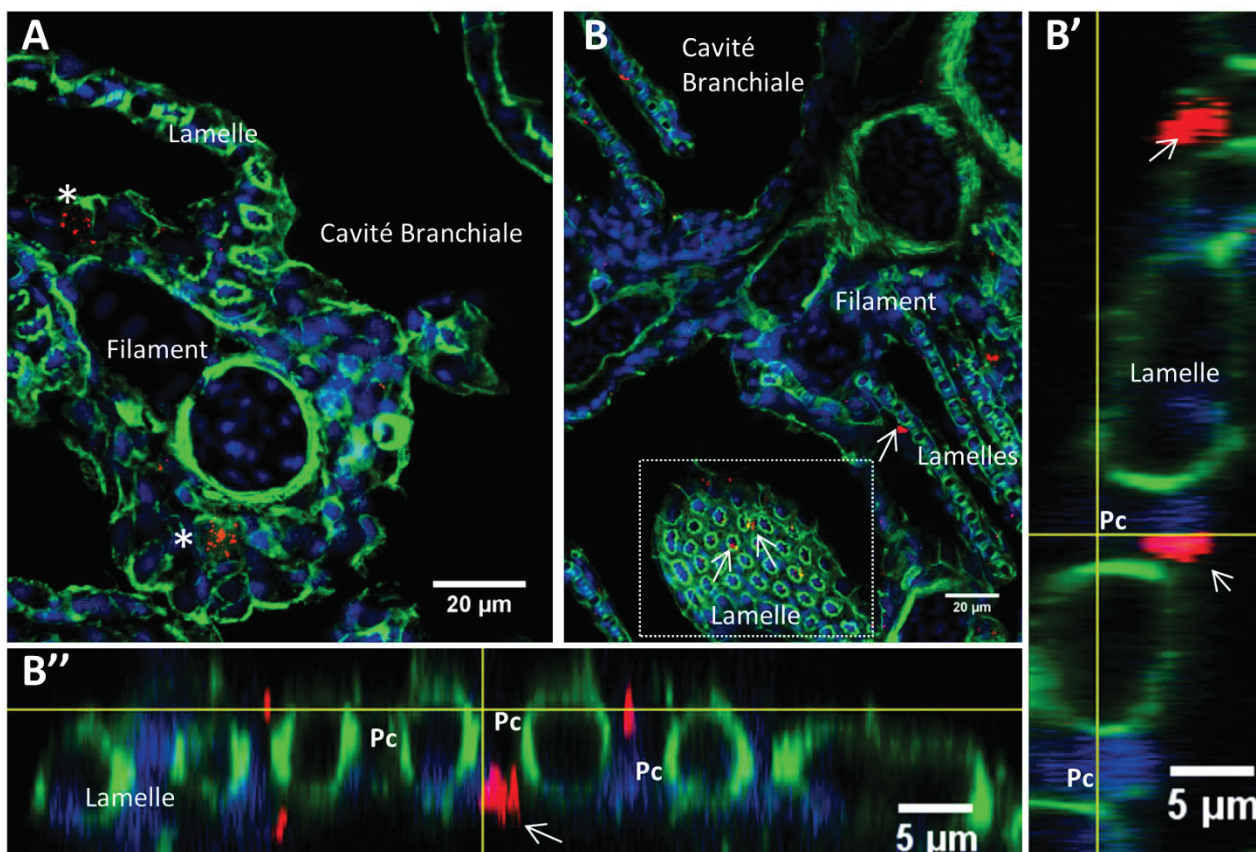 A
Lamelle
*
Cavité Branchiale
Filament
*
20 µm
B
Cavité
Branchiale
Filament
Lamelles
Lamelle
20 µm
B’
Lamelle
Pc
Pc
5 µm
B’’
Pc
Pc
Pc
Lamelle
5 µm